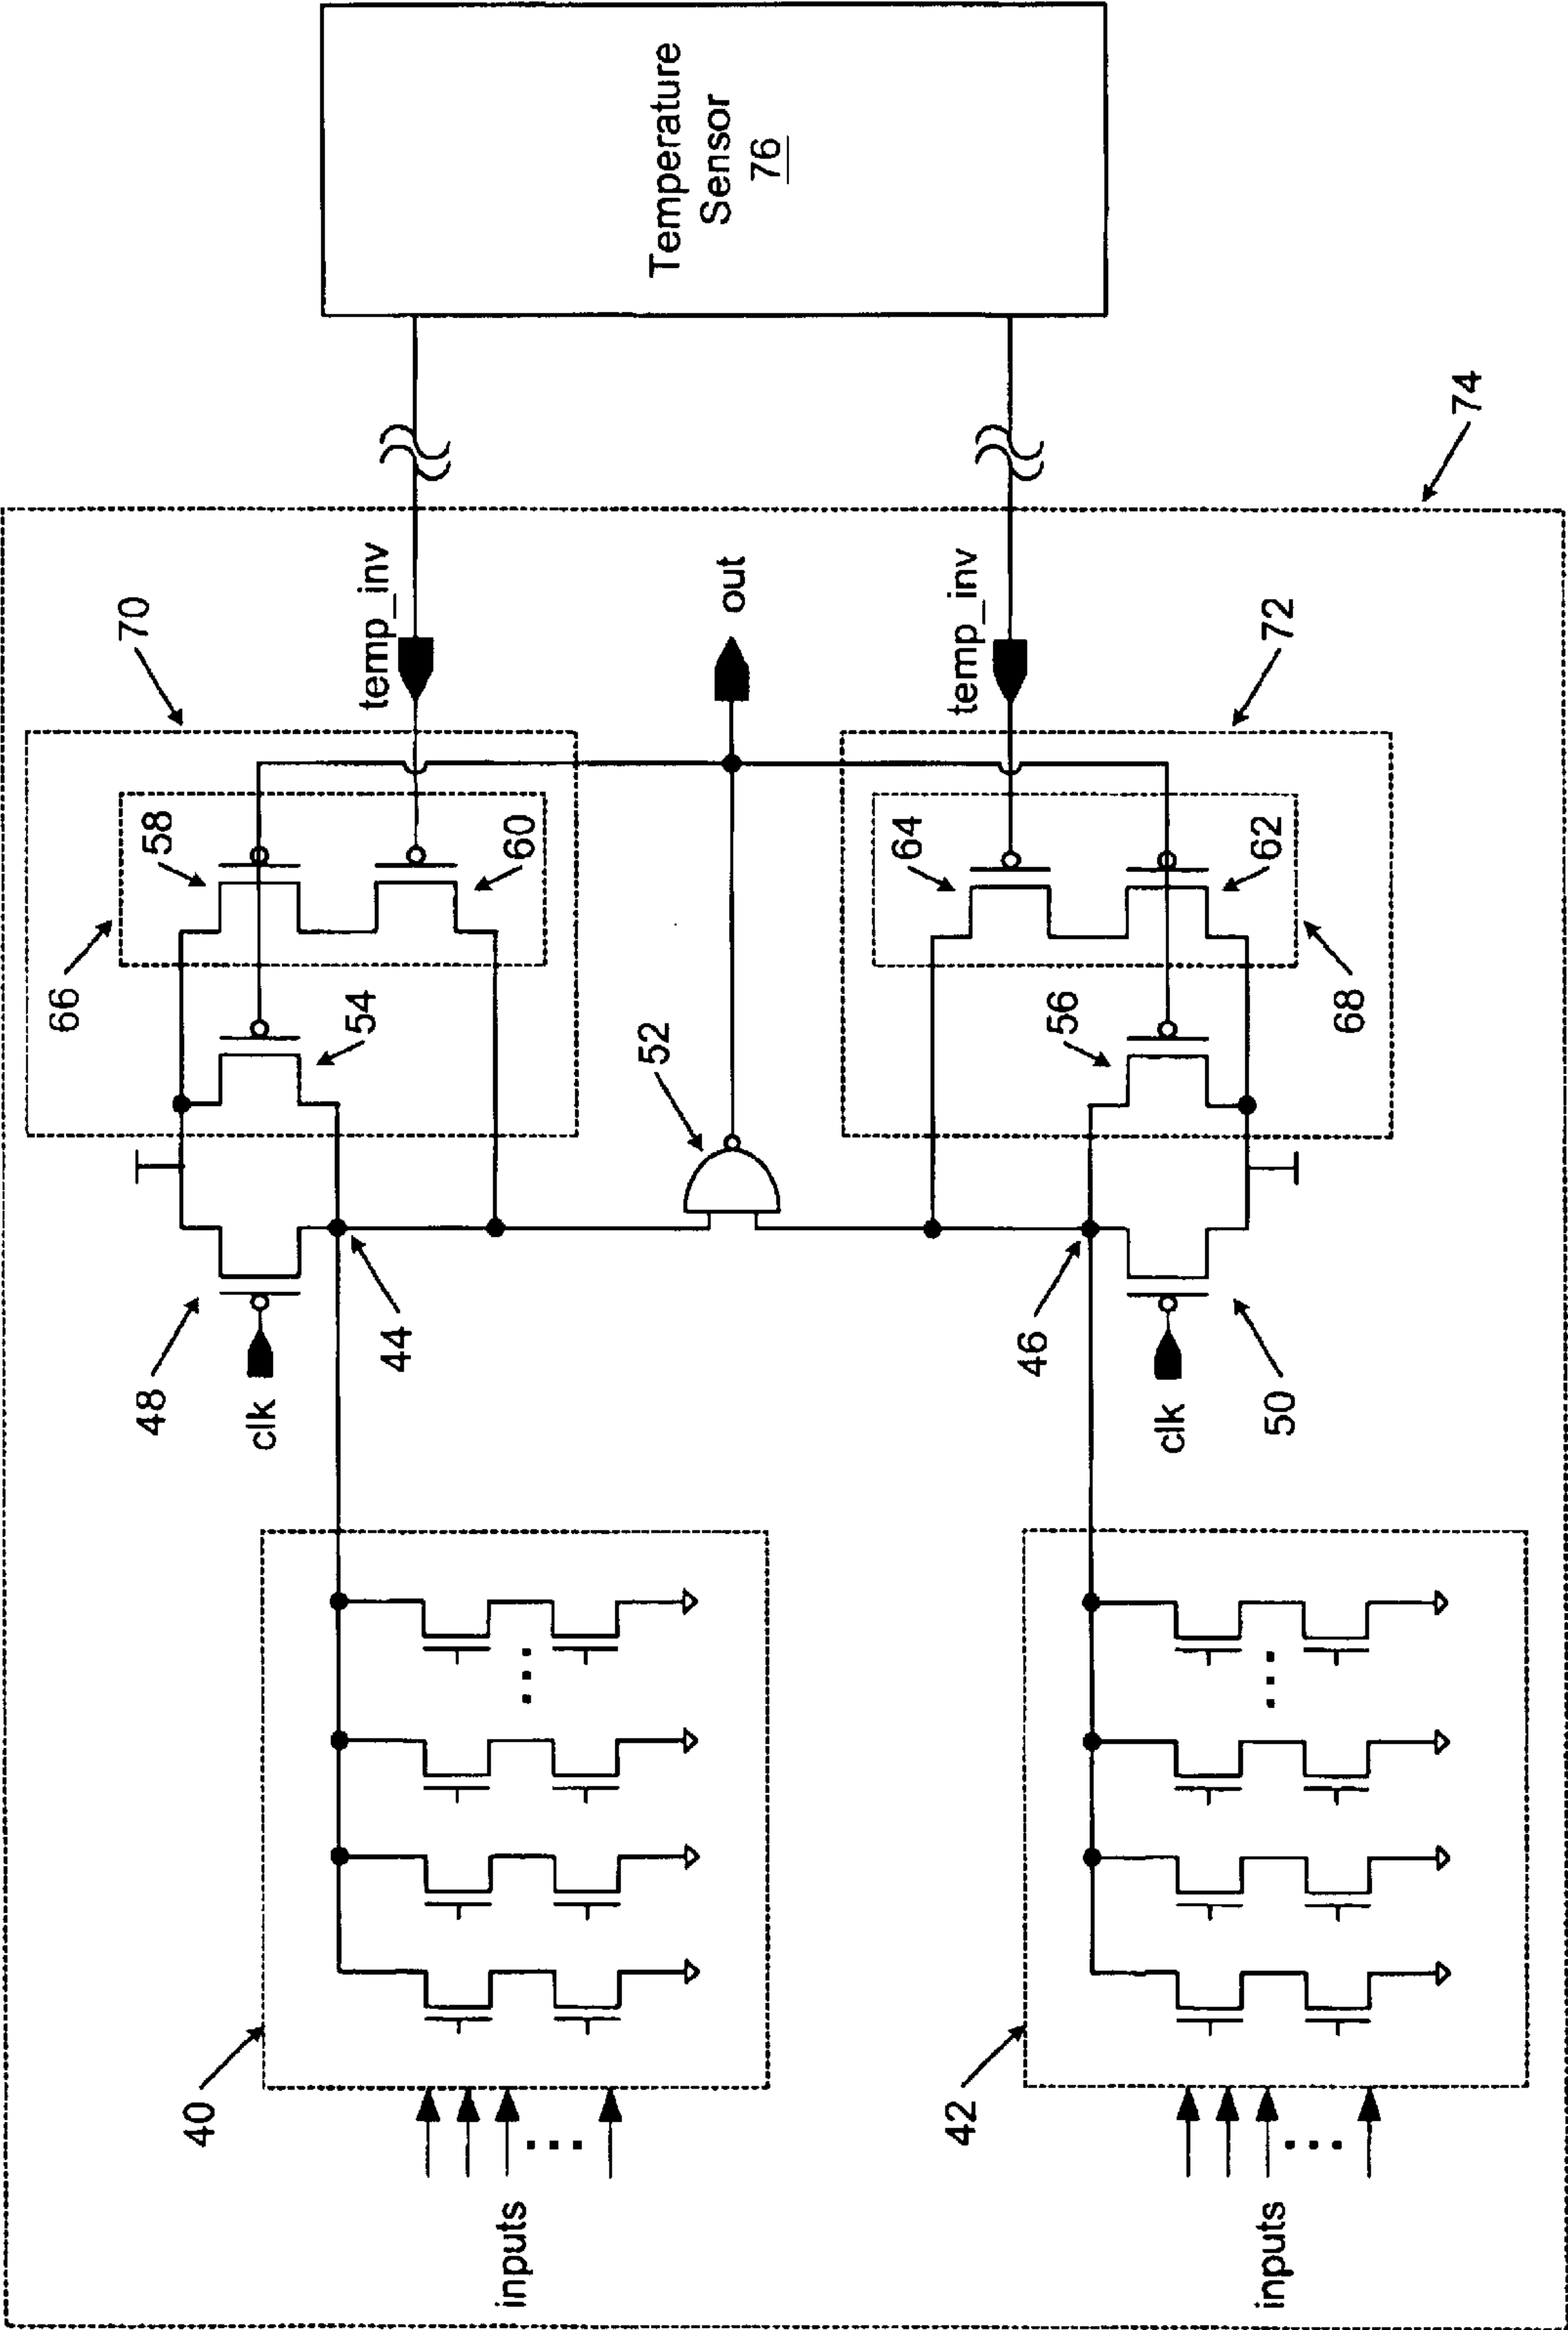 inputs
40
48
clk
44
66
58
54
60
70
temp_inv
Temperature
Sensor
76
52
out
inputs
42
46
clk
50
56
64
62
68
temp_inv
72
74